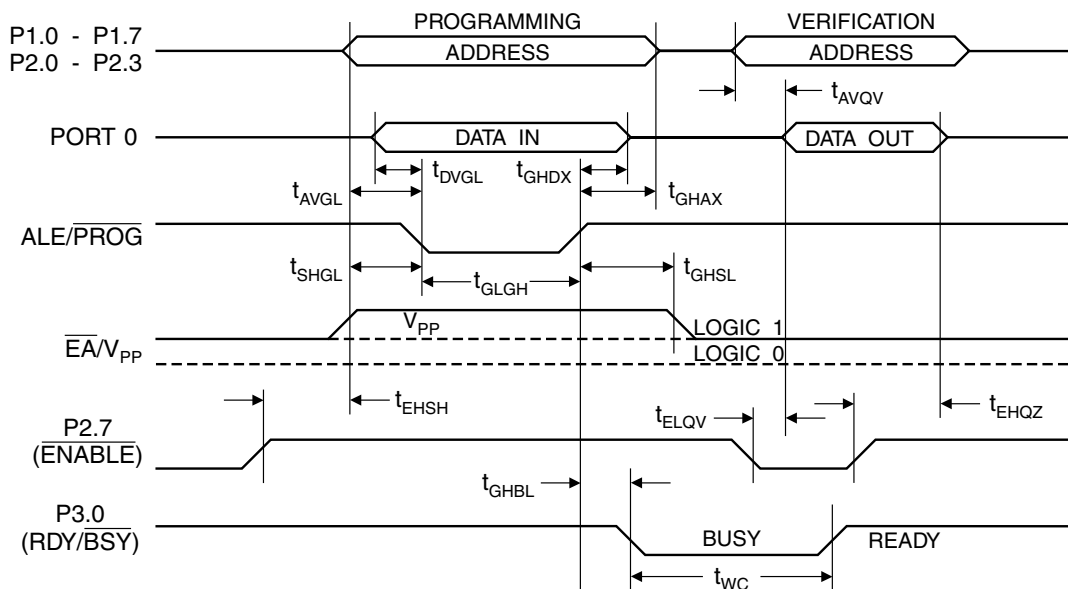 PROGRAMMING VERIFICATION
P1.0 - P1.7
P2.0 - P2.3
ADDRESS ADDRESS
tAVQV
PORT 0 DATA IN DATA OUT
tDVGL tGHDX
tAVGL tGHAX
ALE/PROG
tSHGL tGLGH tGHSL
VPP LOGIC 1
EA/VPP LOGIC 0
tEHSH tELQV tEHQZ
P2.7
(ENABLE)
tGHBL
P3.0
(RDY/BSY) BUSY READY
tWC